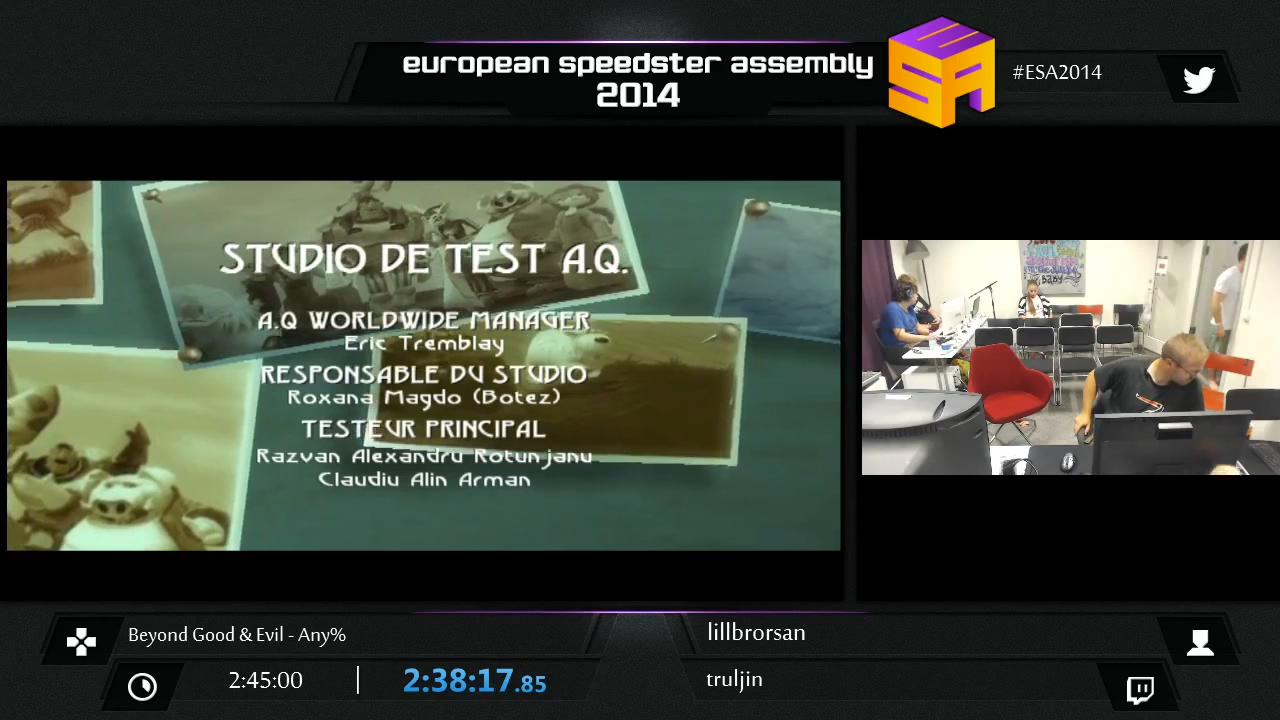 european speedster assembly
2014
ESA
#ESA2014
STUDIO DE TEST A.Q.
A.Q WORLDWIDE MANAGER
Eric Tremblay
RESPONSABLE DU STUDIO
Roxana Magdo (Botez)
TESTEUR PRINCIPAL
Razvan Alexandru Rotunjanu
Claudiu Alin Arman
BABY
Beyond Good & Evil - Any%
2:45:00
2:38:17.85
lillbrorsan
truljin